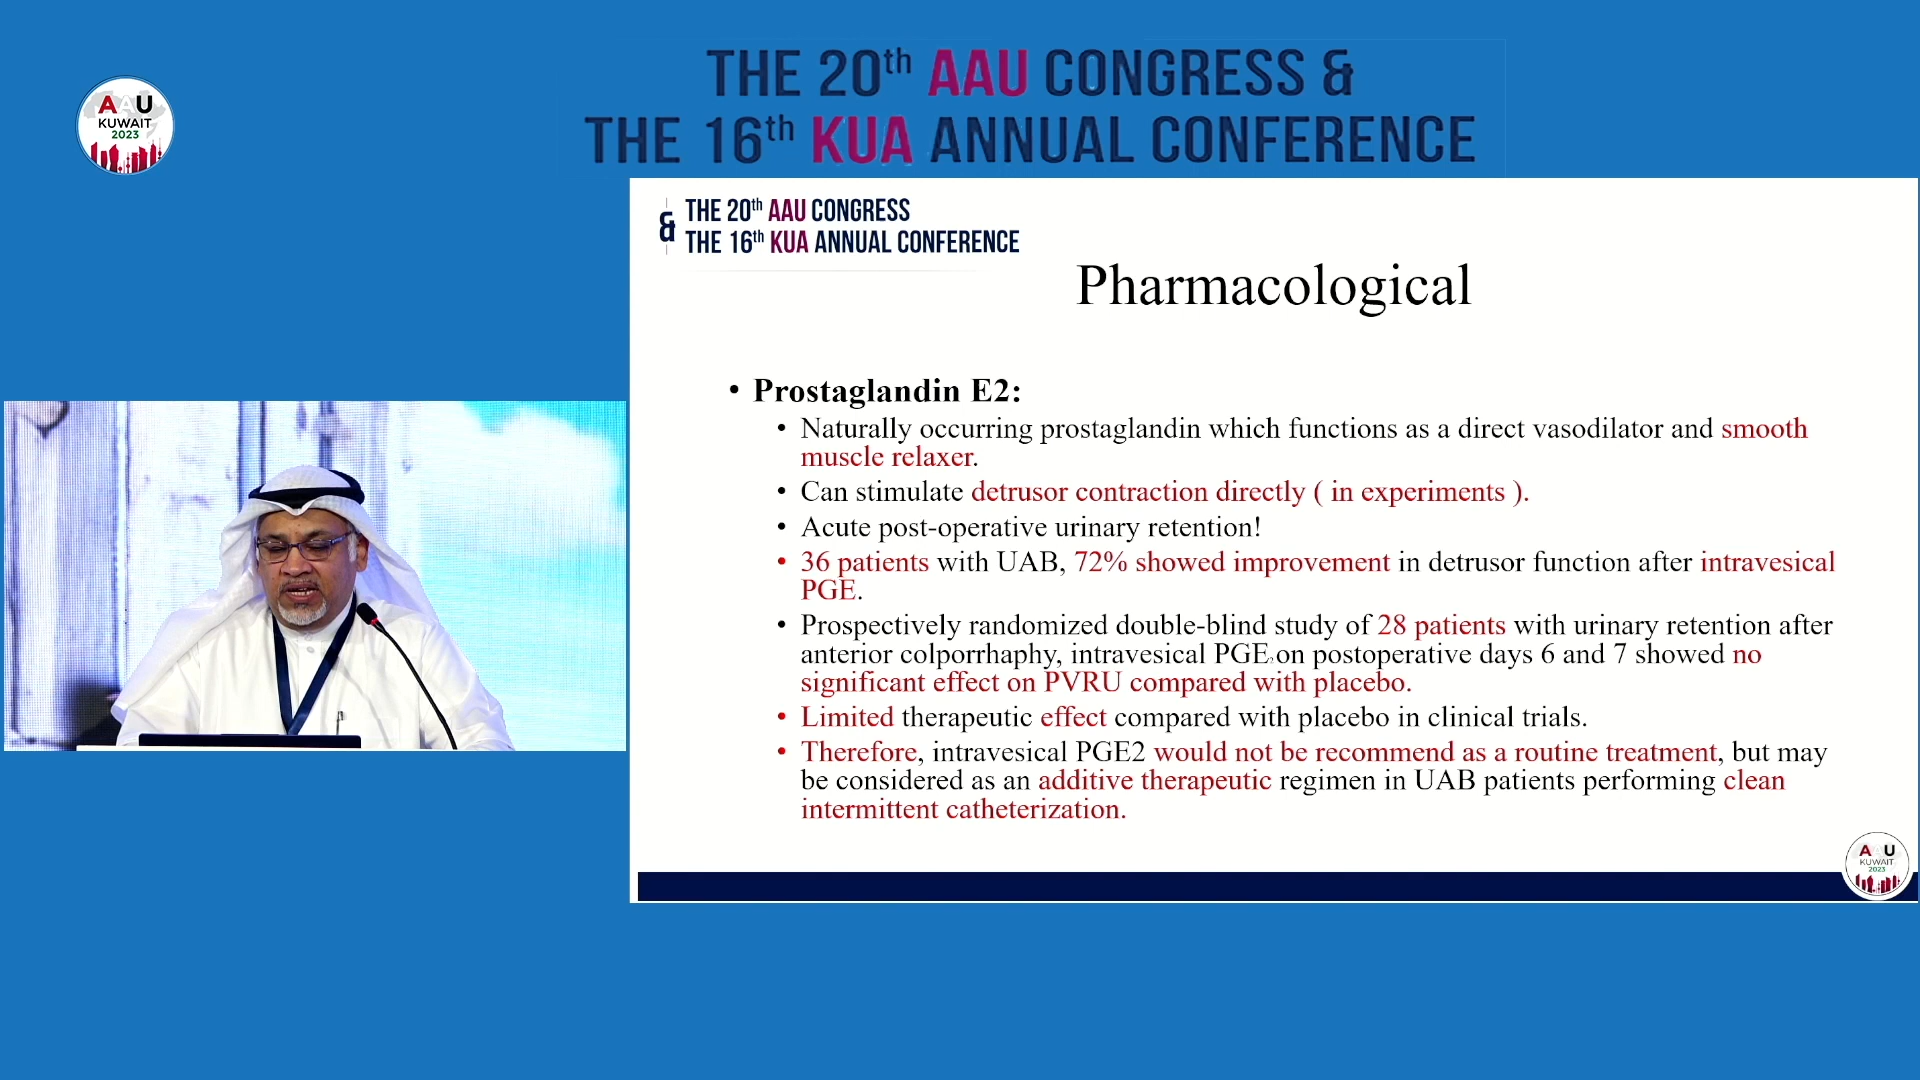 THE 20th AAU CONGRESS &
THE 16th KUA ANNUAL CONFERENCE
AAU
KUWAIT
2023
& THE 20th AAU CONGRESS
THE 16th KUA ANNUAL CONFERENCE
Pharmacological
• Prostaglandin E2:
• Naturally occurring prostaglandin which functions as a direct vasodilator and smooth
muscle relaxer.
• Can stimulate detrusor contraction directly ( in experiments ).
• Acute post-operative urinary retention!
• 36 patients with UAB, 72% showed improvement in detrusor function after intravesical
PGE.
• Prospectively randomized double-blind study of 28 patients with urinary retention after
anterior colporrhaphy, intravesical PGE₂ on postoperative days 6 and 7 showed no
significant effect on PVRU compared with placebo.
• Limited therapeutic effect compared with placebo in clinical trials.
• Therefore, intravesical PGE2 would not be recommend as a routine treatment, but may
be considered as an additive therapeutic regimen in UAB patients performing clean
intermittent catheterization.
AAU
KUWAIT
2023